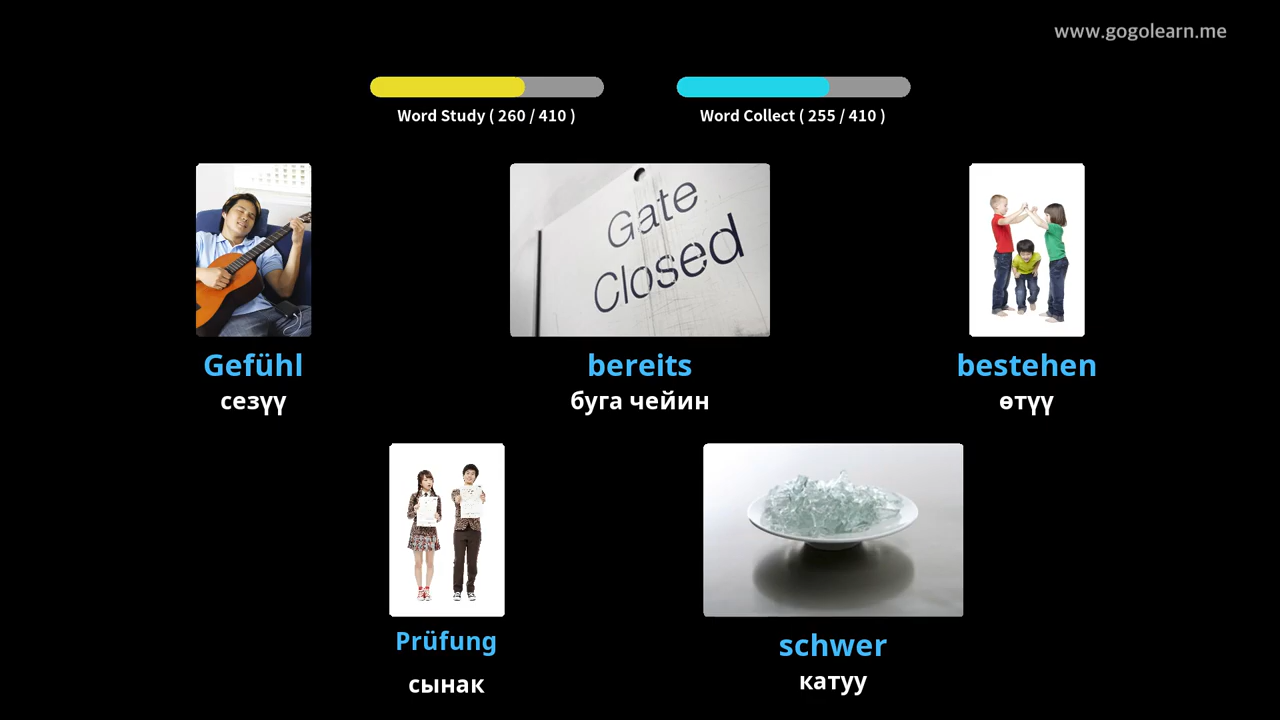 www.gogolearn.me
Word Study ( 260 / 410 )
Word Collect ( 255 / 410 )
Gate
Closed
Gefühl
сезүү
bereits
буга чейин
bestehen
өтүү
Prüfung
сынак
schwer
катуу